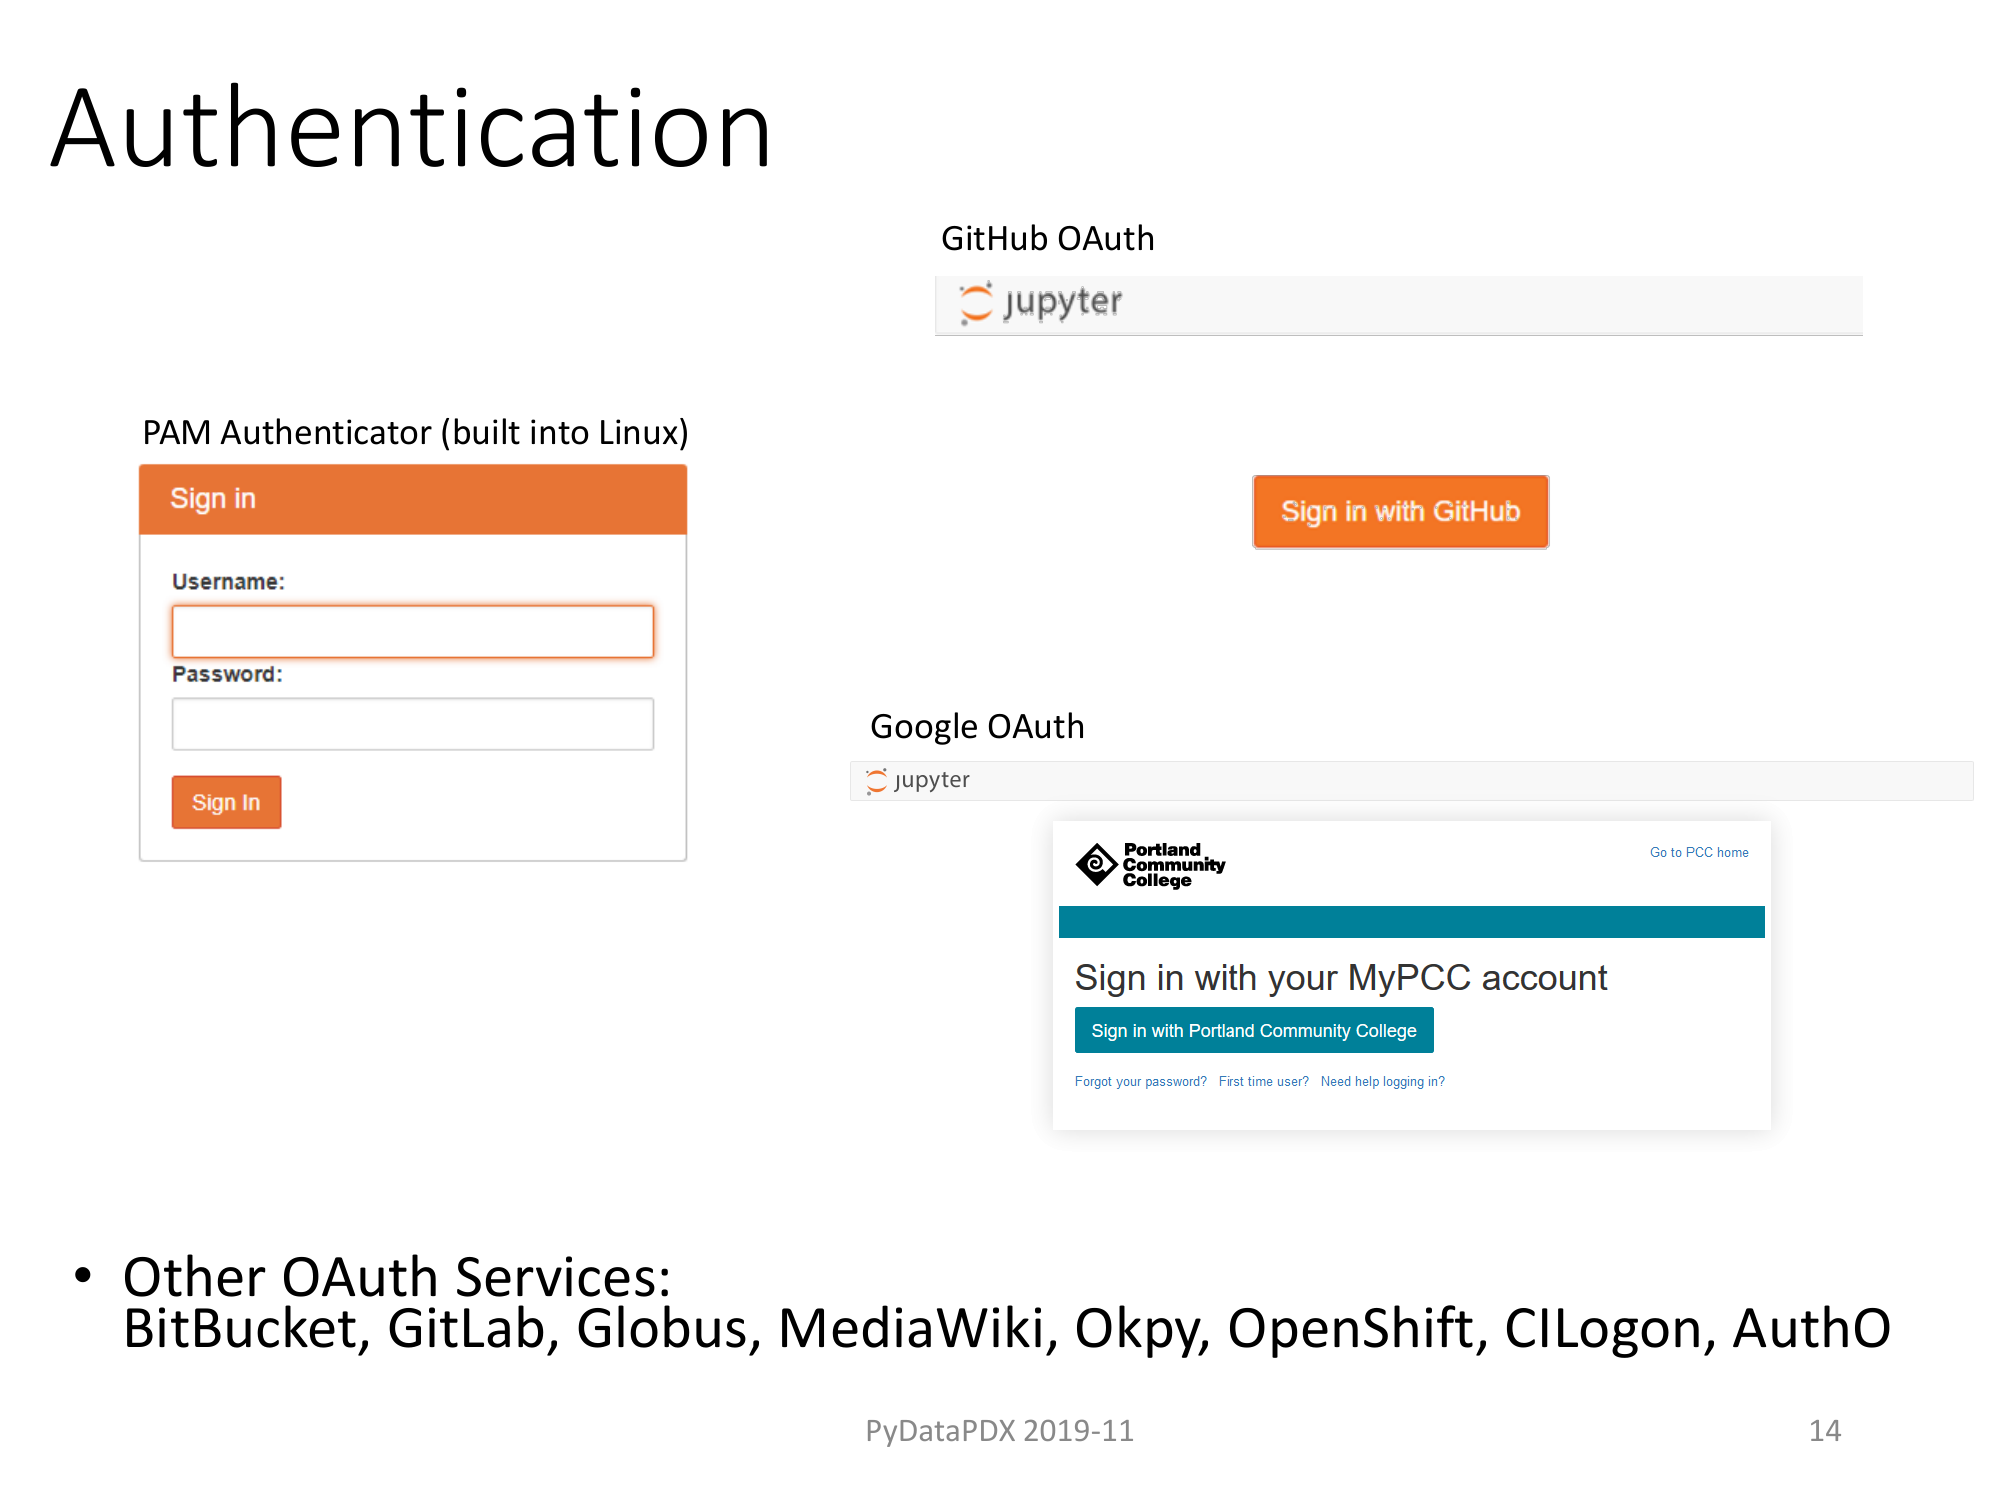 Authentication
GitHub OAuth
jupyter
PAM Authenticator (built into Linux)
Sign in
Username:
Password:
Sign In
Sign in with GitHub
Google OAuth
jupyter
Portland
Community
College
Go to PCC home
Sign in with your MyPCC account
Sign in with Portland Community College
Forgot your password? First time user? Need help logging in?
• Other OAuth Services:
BitBucket, GitLab, Globus, MediaWiki, Okpy, OpenShift, CILogon, AuthO
PyDataPDX 2019-11
14